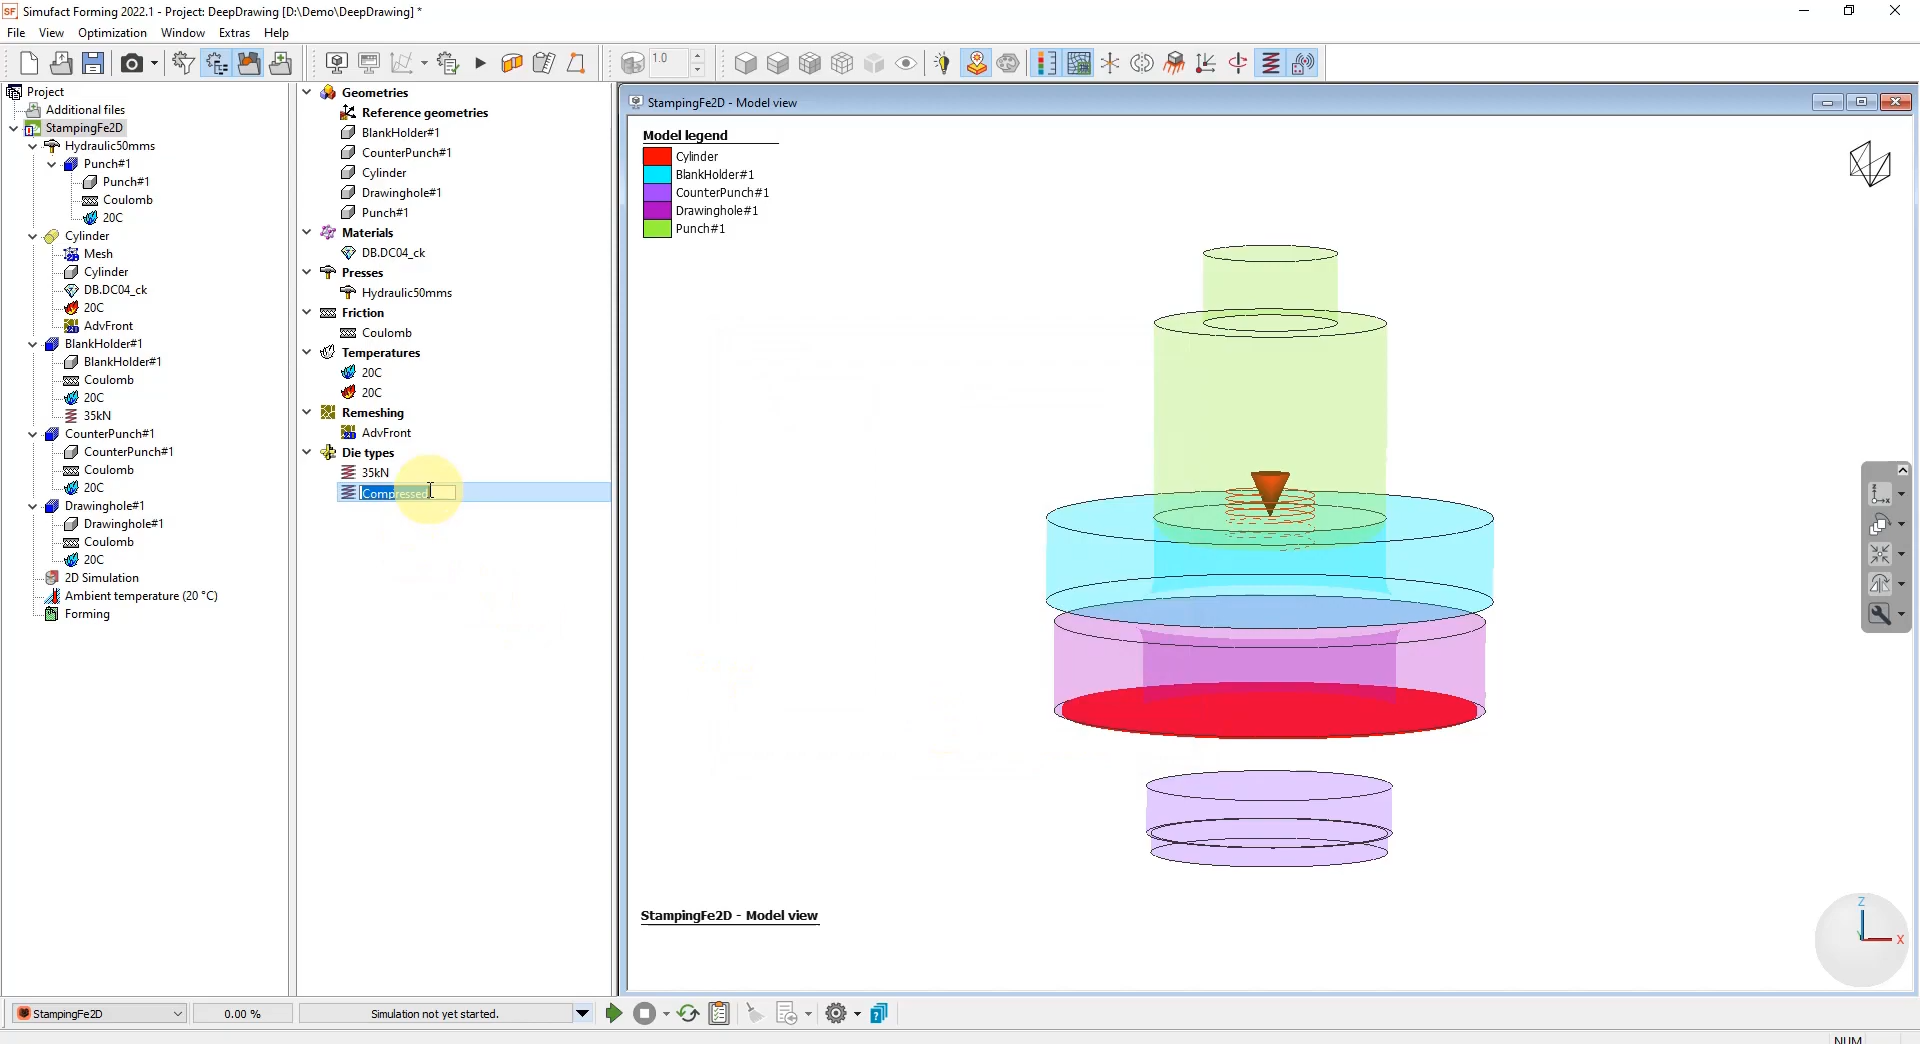 SF Simufact Forming 2022.1 - Project: DeepDrawing [D:\Demo\DeepDrawing] *
File View Optimization Window Extras Help
1.0
Project
Additional files
StampingFe2D
Hydraulic50mms
Punch#1
Punch#1
Coulomb
20C
Cylinder
Mesh
Cylinder
DB.DC04_ck
20C
AdvFront
BlankHolder#1
BlankHolder#1
Coulomb
20C
35kN
CounterPunch#1
CounterPunch#1
Coulomb
20C
Drawinghole#1
Drawinghole#1
Coulomb
20C
2D Simulation
Ambient temperature (20 °C)
Forming
Geometries
Reference geometries
BlankHolder#1
CounterPunch#1
Cylinder
Drawinghole#1
Punch#1
Materials
DB.DC04_ck
Presses
Hydraulic50mms
Friction
Coulomb
Temperatures
20C
20C
Remeshing
AdvFront
Die types
35kN
Compressed
StampingFe2D - Model view
Model legend
Cylinder
BlankHolder#1
CounterPunch#1
Drawinghole#1
Punch#1
StampingFe2D - Model view
Z
X
StampingFe2D
0.00 %
Simulation not yet started.
NUM